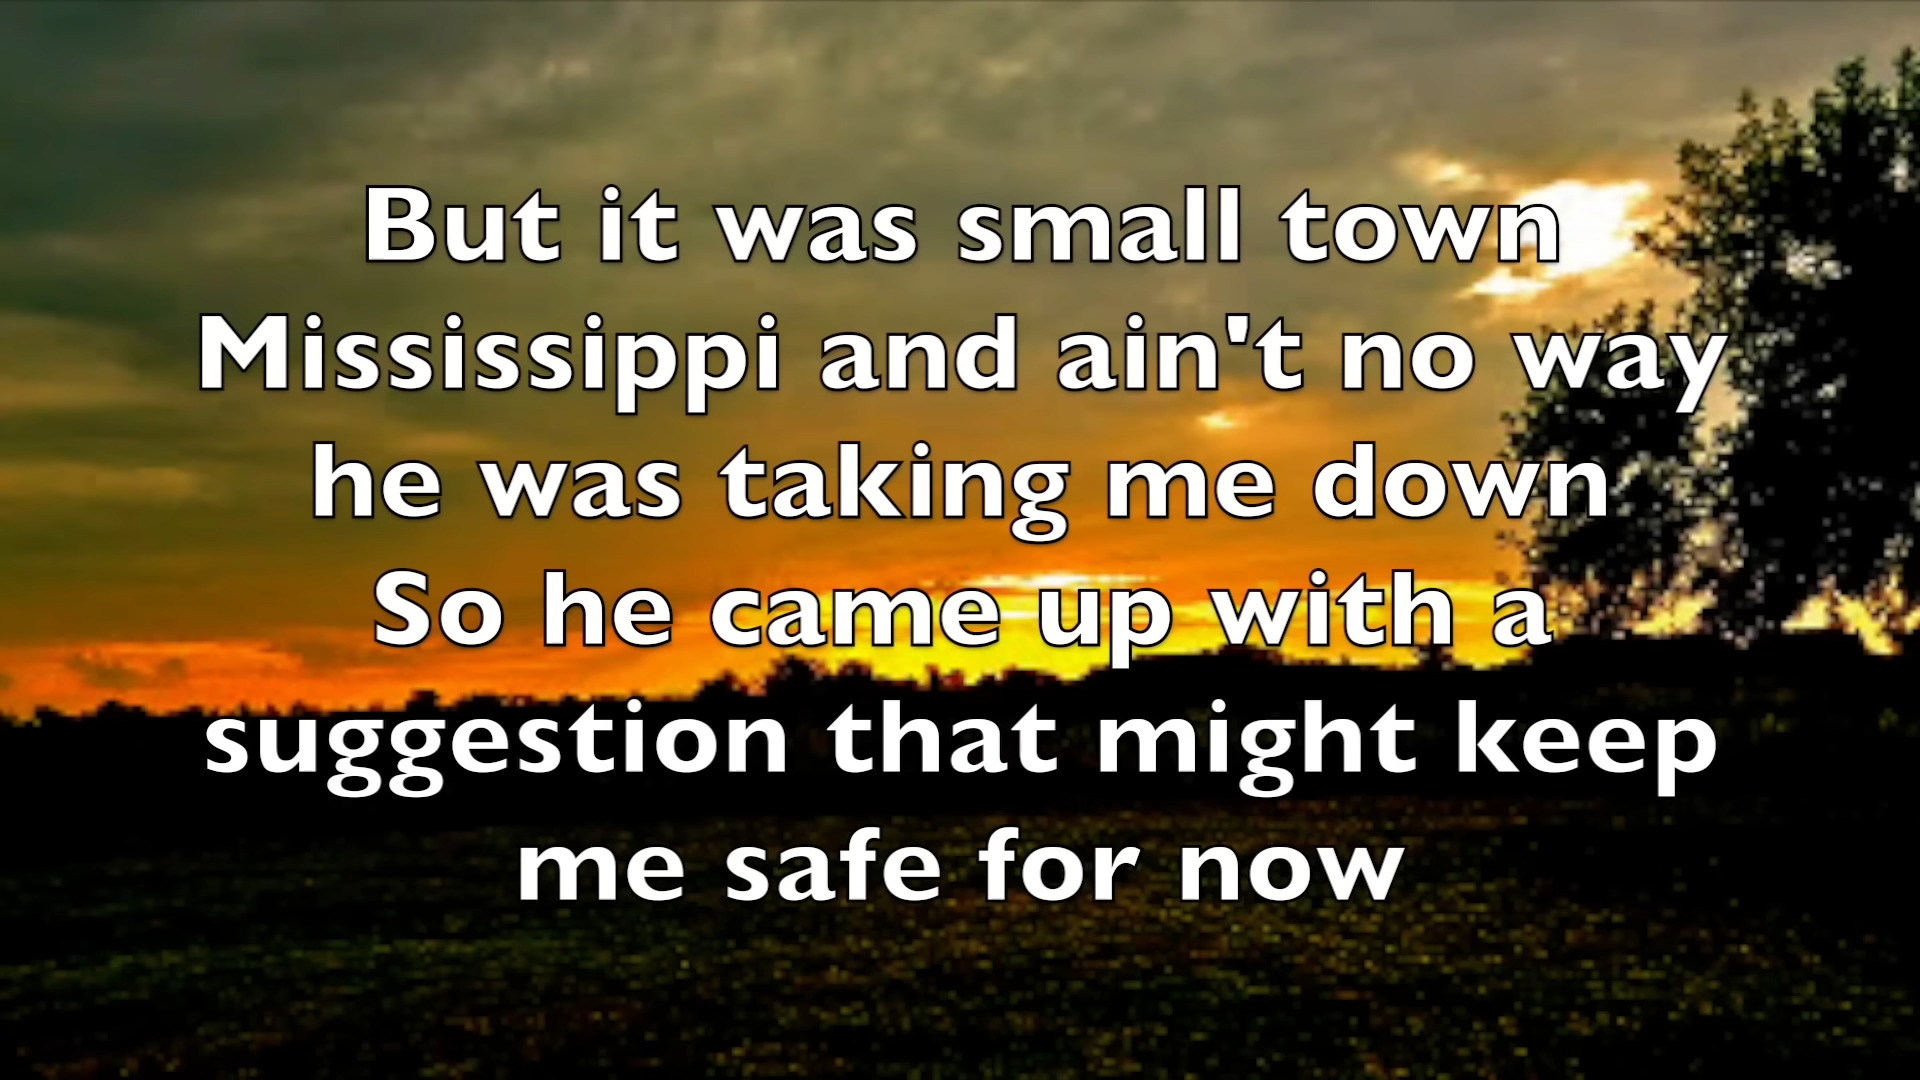 But it was small town
Mississippi and ain't no way
he was taking me down
So he came up with a
suggestion that might keep
me safe for now